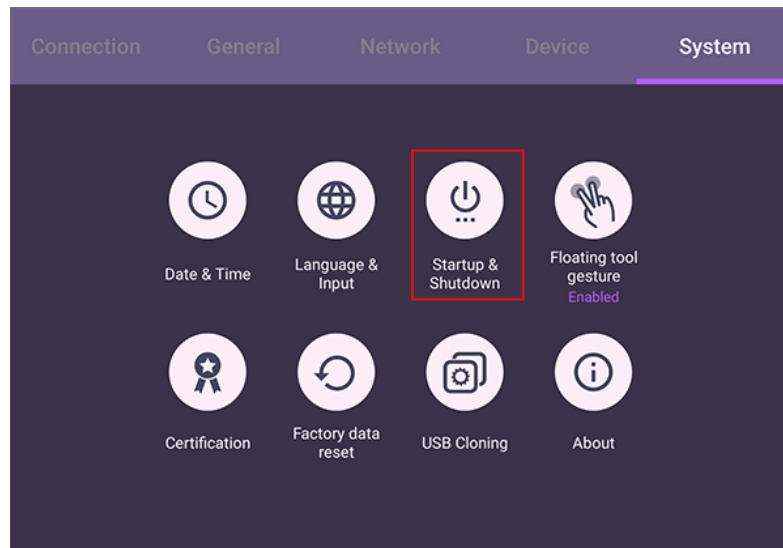 Connection General Network Device System
Date & Time
Language &
Input
Startup &
Shutdown
Floating tool
gesture
Enabled
Certification
Factory data
reset
USB Cloning
About